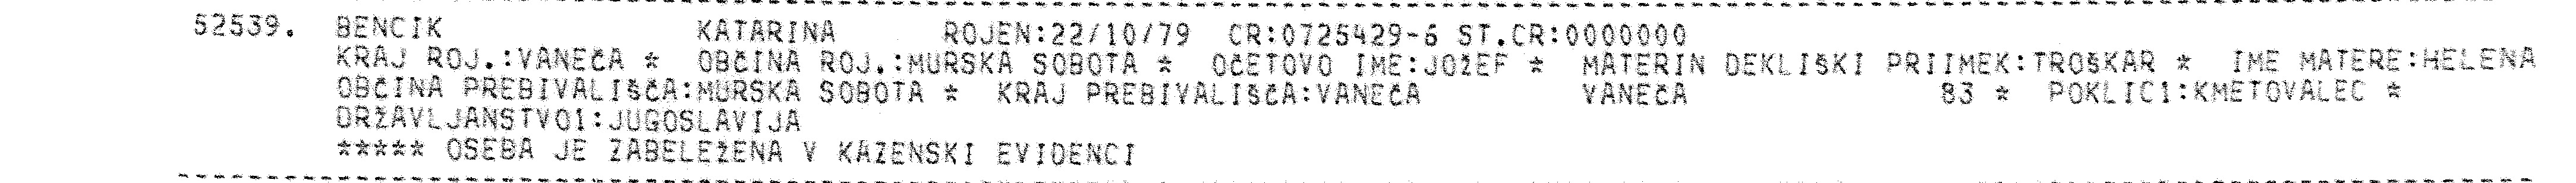 52539. BENCIK KATARINA ROJEN:22/10/79 CR:0725429-6 ST.CR:0000000
KRAJ ROJ.:VANEČA * OBČINA ROJ.:MURSKA SOBOTA * OČETOVO IME:JOŽEF * MATERIN DEKLIŠKI PRIIMEK:TROŠKAR * IME MATERE:HELENA
OBČINA PREBIVALIŠČA:MURSKA SOBOTA * KRAJ PREBIVALIŠČA:VANEČA VANEČA 83 * POKLIC1:KMETOVALEC *
DRŽAVLJANSTVO1:JUGOSLAVIJA
***** OSEBA JE ZABELEŽENA V KAZENSKI EVIDENCI